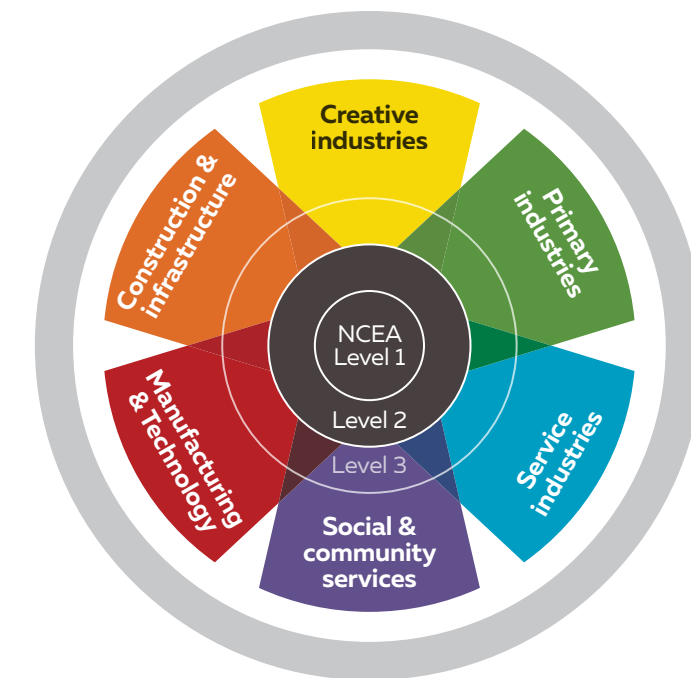 Creative
industries
Primary
industries
Service
industries
Social &
community
services
Manufacturing
& Technology
Construction &
infrastructure
NCEA
Level 1
Level 2
Level 3